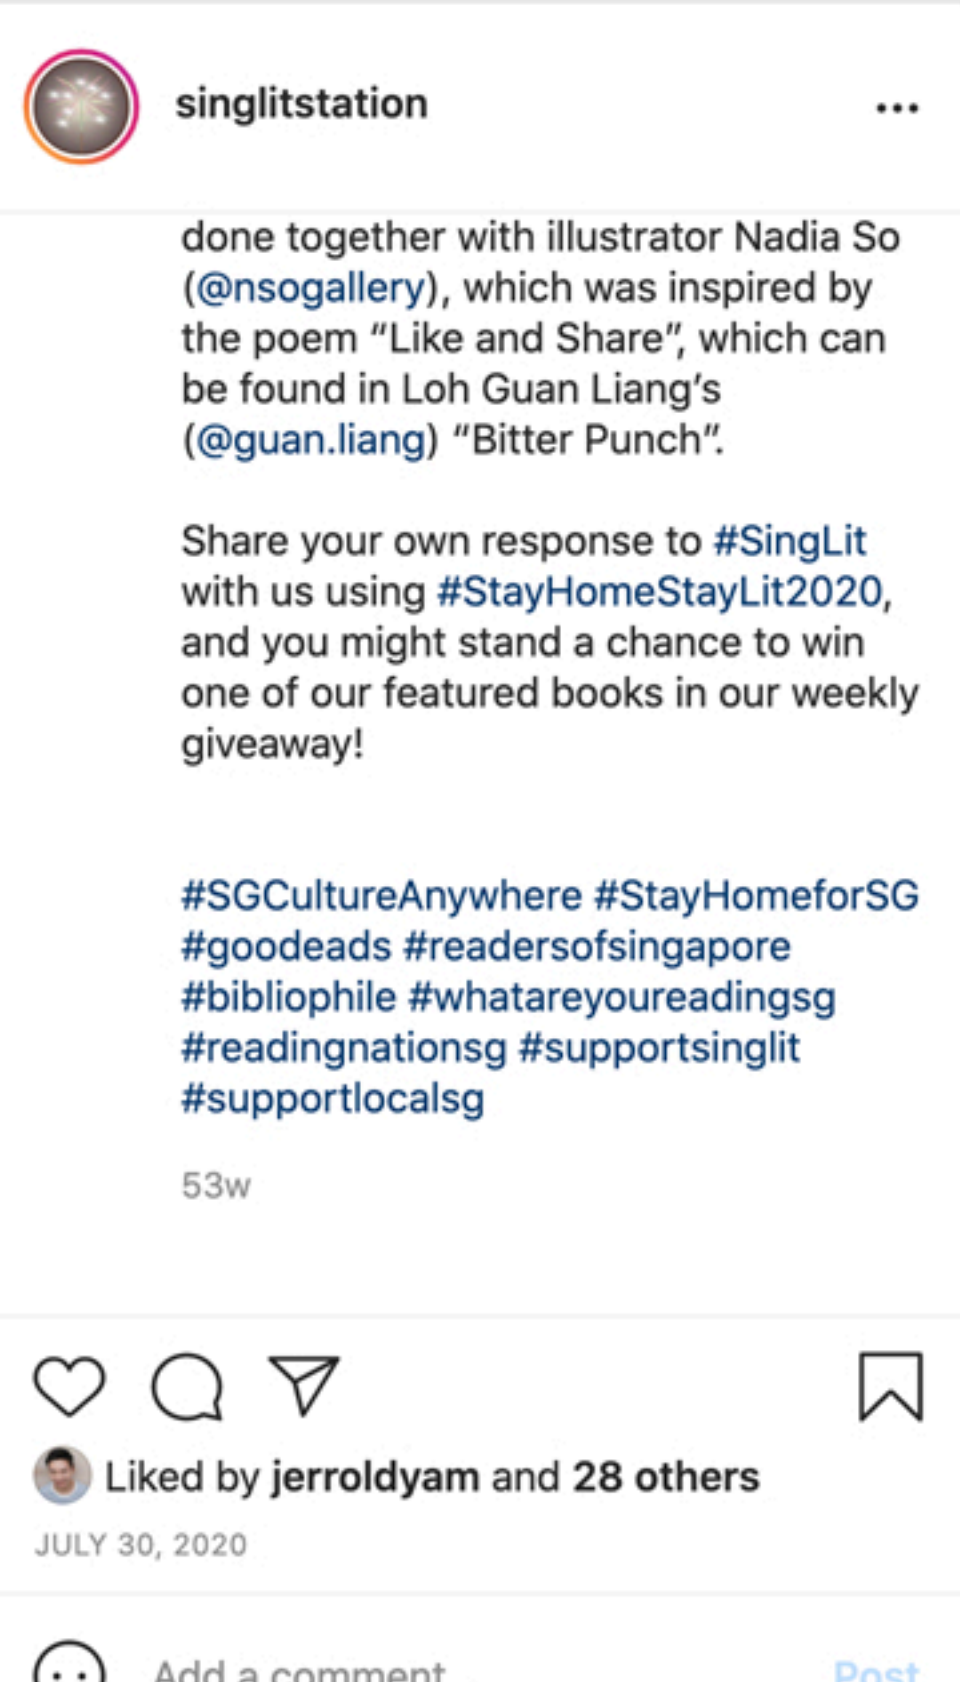 singlitstation
done together with illustrator Nadia So
(@nsogallery), which was inspired by
the poem “Like and Share”, which can
be found in Loh Guan Liang’s
(@guan.liang) “Bitter Punch”.
Share your own response to #SingLit
with us using #StayHomeStayLit2020,
and you might stand a chance to win
one of our featured books in our weekly
giveaway!
#SGCultureAnywhere #StayHomeforSG
#goodeads #readersofsingapore
#bibliophile #whatareyoureadingsg
#readingnationsg #supportsinglit
#supportlocalsg
53w
Liked by jerroldyam and 28 others
JULY 30, 2020
Add a comment... Post